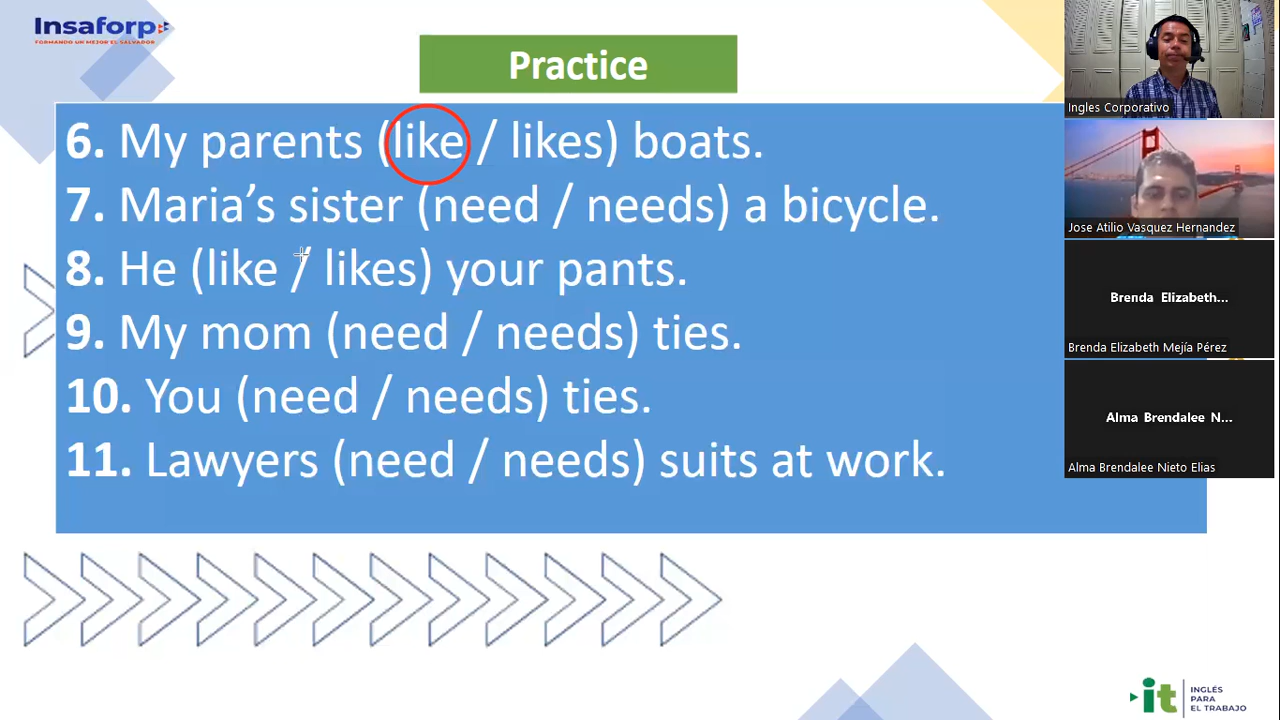 Insaforp
FORMANDO UN MEJOR EL SALVADOR
Practice
6. My parents (like / likes) boats.
7. Maria’s sister (need / needs) a bicycle.
8. He (like / likes) your pants.
9. My mom (need / needs) ties.
10. You (need / needs) ties.
11. Lawyers (need / needs) suits at work.
Ingles Corporativo
Jose Atilio Vasquez Hernandez
Brenda Elizabeth...
Brenda Elizabeth Mejía Pérez
Alma Brendalee N...
Alma Brendalee Nieto Elias
it
INGLÉS
PARA
EL TRABAJO